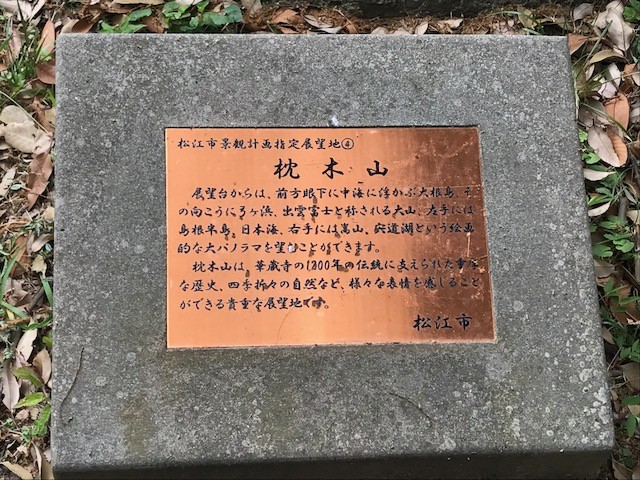 松江市景観計画指定展望地④
枕木山
展望台からは、前方眼下に中海に浮かぶ大根島、そ
の向こうに弓ヶ浜、出雲富士と称される大山、左手には
島根半島、日本海、右手には嵩山、宍道湖という絵画
的な大パノラマを望むことができます。
枕木山は、華蔵寺の1200年の伝統に支えられた重厚
な歴史、四季折々の自然など、様々な表情を感じること
ができる貴重な展望地です。
松江市